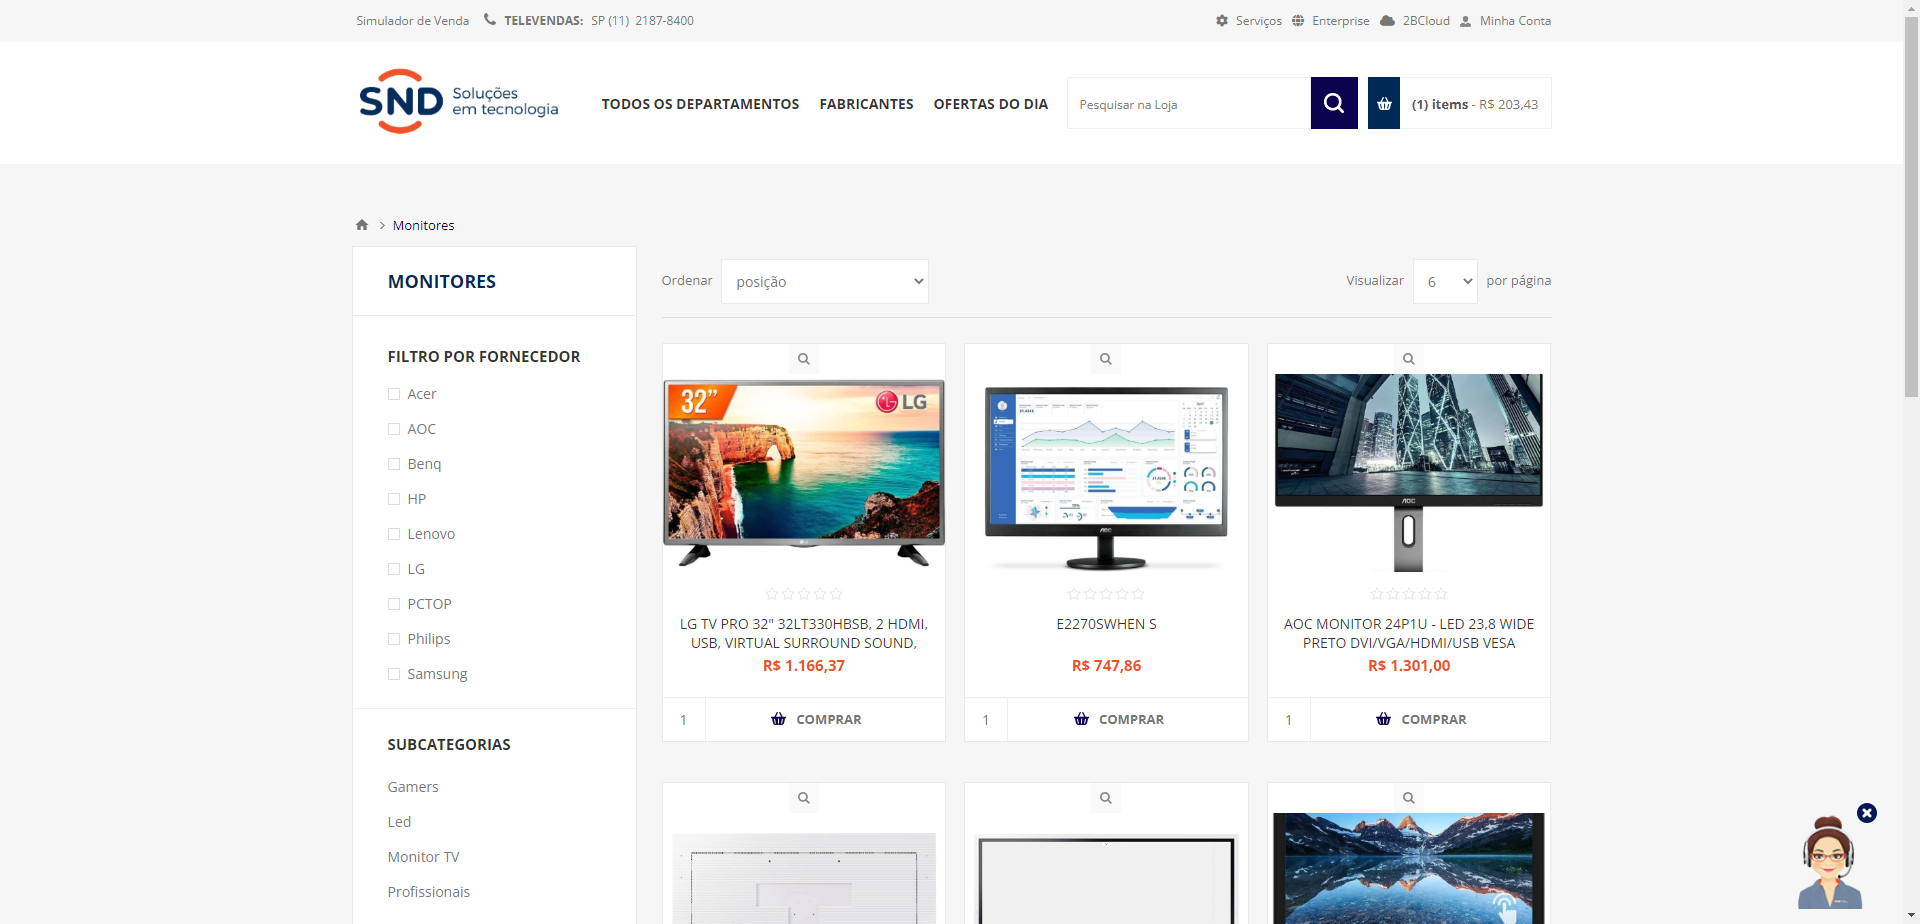 Simulador de Venda TELEVENDAS: SP (11) 2187-8400
Serviços Enterprise 2BCloud Minha Conta
SND Soluções em tecnologia
TODOS OS DEPARTAMENTOS FABRICANTES OFERTAS DO DIA
Pesquisar na Loja
(1) items - R$ 203,43
> Monitores
MONITORES
FILTRO POR FORNECEDOR
Acer
AOC
Benq
HP
Lenovo
LG
PCTOP
Philips
Samsung
SUBCATEGORIAS
Gamers
Led
Monitor TV
Profissionais
Ordenar posição
Visualizar 6 por página
32"
LG
LG TV PRO 32" 32LT330HBSB, 2 HDMI,
USB, VIRTUAL SURROUND SOUND,
R$ 1.166,37
1 COMPRAR
AOC
E2270SWHEN S
R$ 747,86
1 COMPRAR
AOC
AOC MONITOR 24P1U - LED 23,8 WIDE
PRETO DVI/VGA/HDMI/USB VESA
R$ 1.301,00
1 COMPRAR